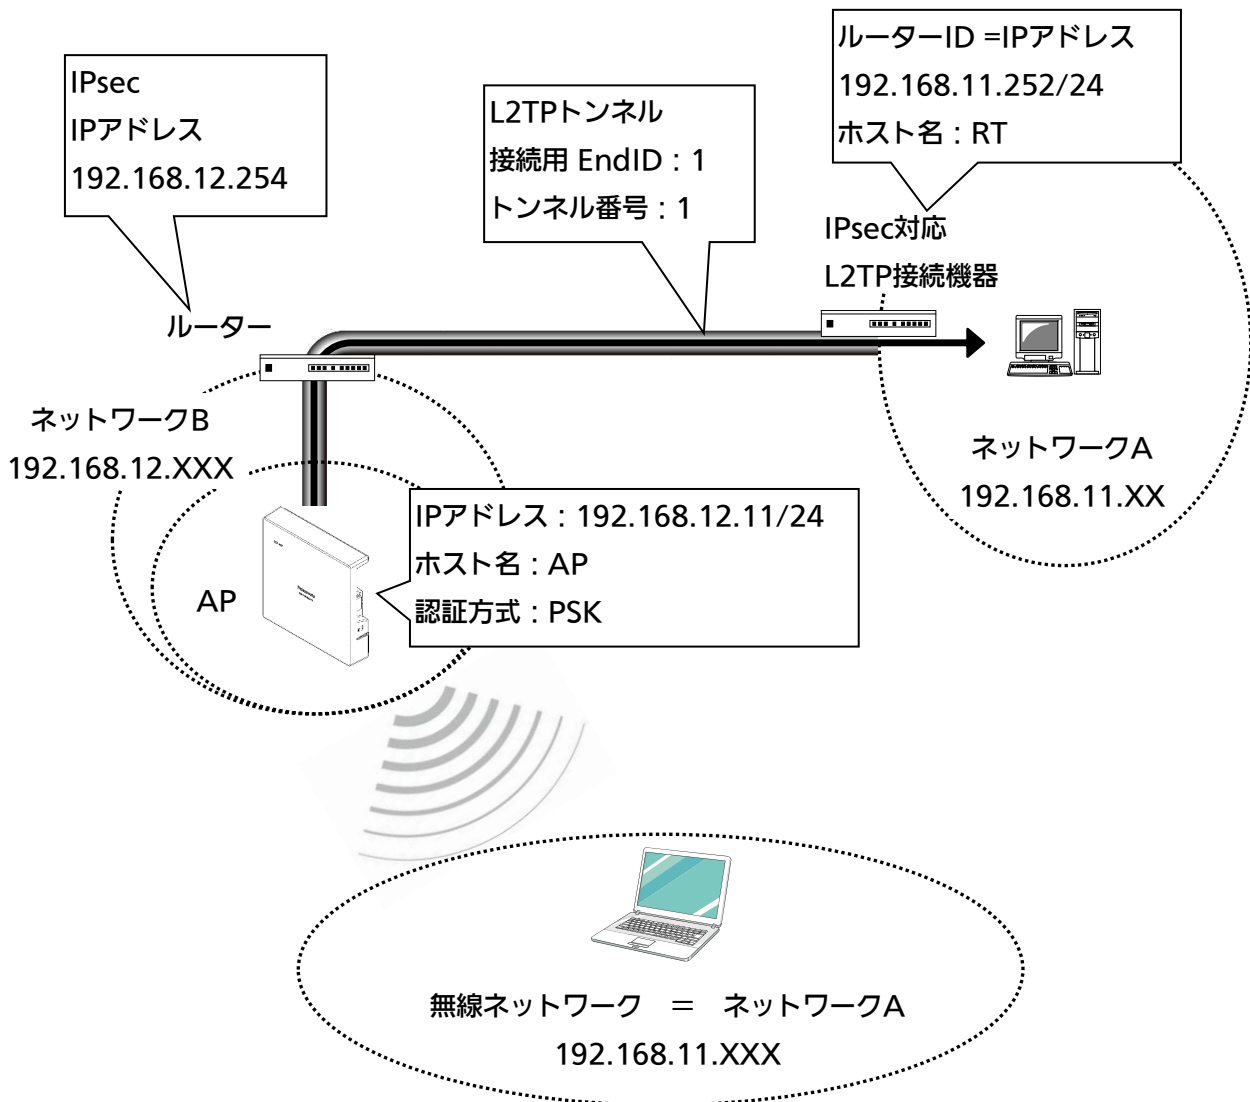 ルーターID =IPアドレス
192.168.11.252/24
ホスト名 : RT
IPsec
IPアドレス
192.168.12.254
L2TPトンネル
接続用 EndID : 1
トンネル番号 : 1
IPsec対応
L2TP接続機器
ルーター
ネットワークB
192.168.12.XXX
ネットワークA
192.168.11.XX
IPアドレス : 192.168.12.11/24
ホスト名 : AP
認証方式 : PSK
AP
無線ネットワーク ＝ ネットワークA
192.168.11.XXX